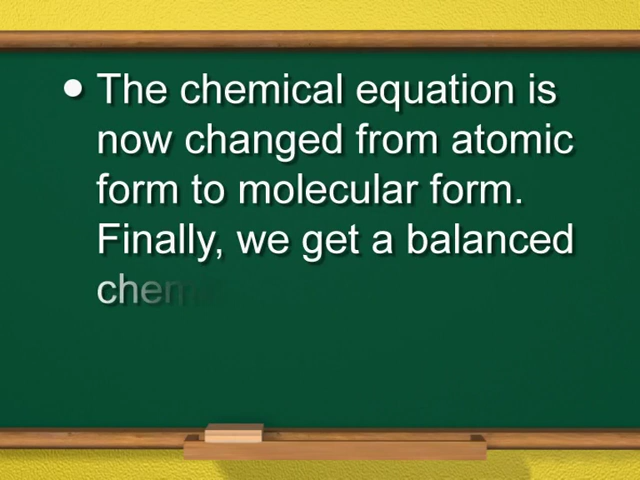 • The chemical equation is
now changed from atomic
form to molecular form.
Finally, we get a balanced